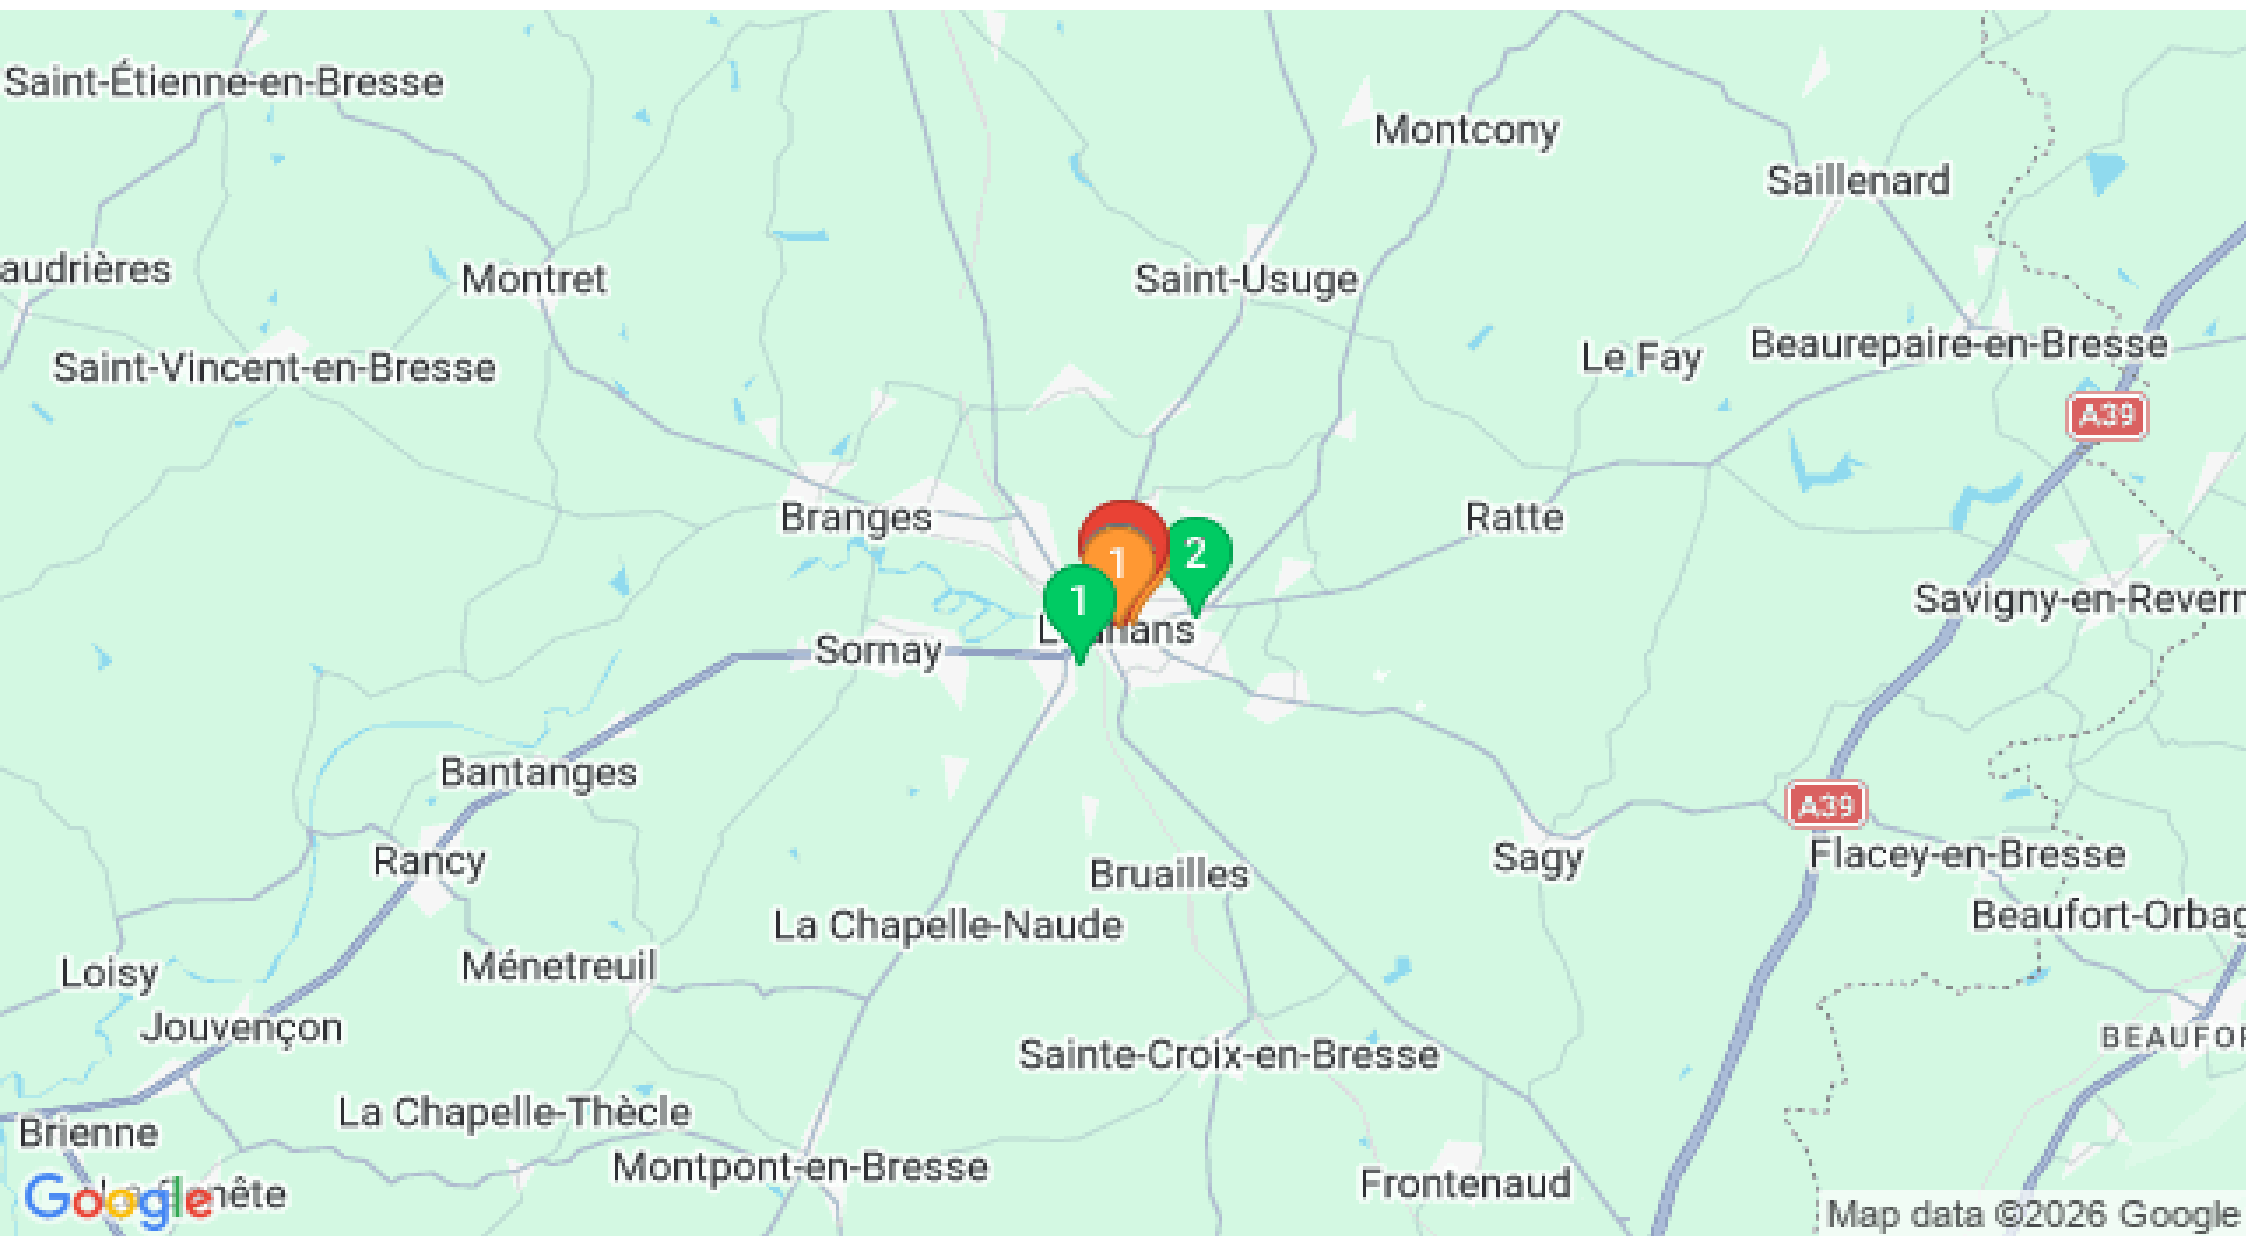 Saint-Étienne-en-Bresse
Montcony
Saillenard
audrières
Montret
Saint-Usuge
Saint-Vincent-en-Bresse
Le Fay
Beaurepaire-en-Bresse
A39
Branges
Ratte
1
2
1
Savigny-en-Rever
Sornay
Bantanges
A39
Rancy
Bruailles
Sagy
Flacey-en-Bresse
La Chapelle-Naude
Beaufort-Orbag
Loisy
Ménetreuil
Jouvençon
Sainte-Croix-en-Bresse
BEAUFO
La Chapelle-Thècle
Brienne
Montpont-en-Bresse
Frontenaud
Google
Map data ©2026 Google